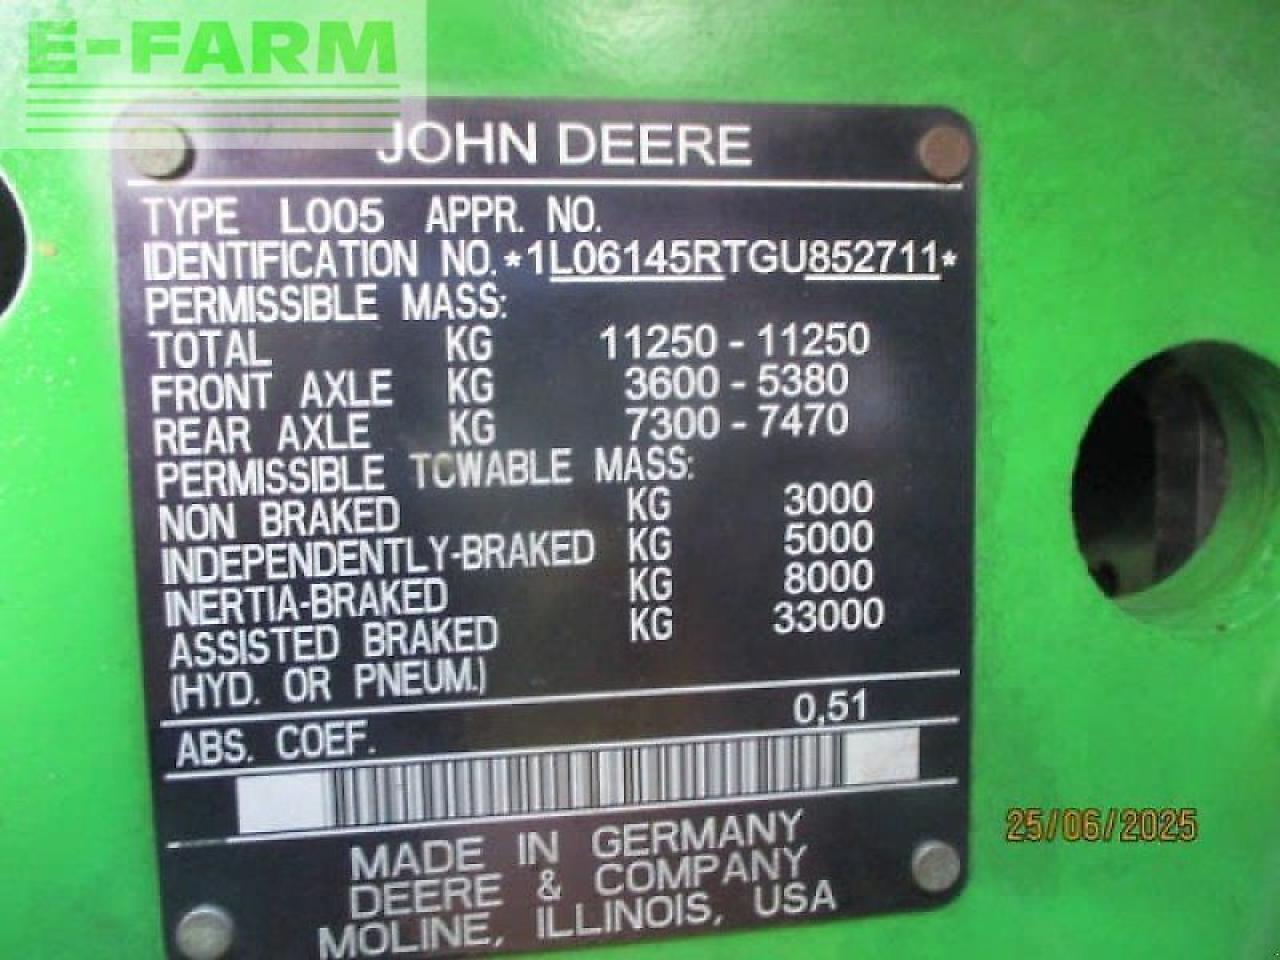 E-FARM
JOHN DEERE
TYPE L005 APPR. NO.
IDENTIFICATION NO. *1L06145RTGU852711*
PERMISSIBLE MASS:
TOTAL KG 11250 - 11250
FRONT AXLE KG 3600 - 5380
REAR AXLE KG 7300 - 7470
PERMISSIBLE TOWABLE MASS:
NON BRAKED KG 3000
INDEPENDENTLY-BRAKED KG 5000
INERTIA-BRAKED KG 8000
ASSISTED BRAKED KG 33000
(HYD. OR PNEUM.)
ABS. COEF. 0,51
MADE IN GERMANY
DEERE & COMPANY
MOLINE, ILLINOIS, USA
25/06/2025